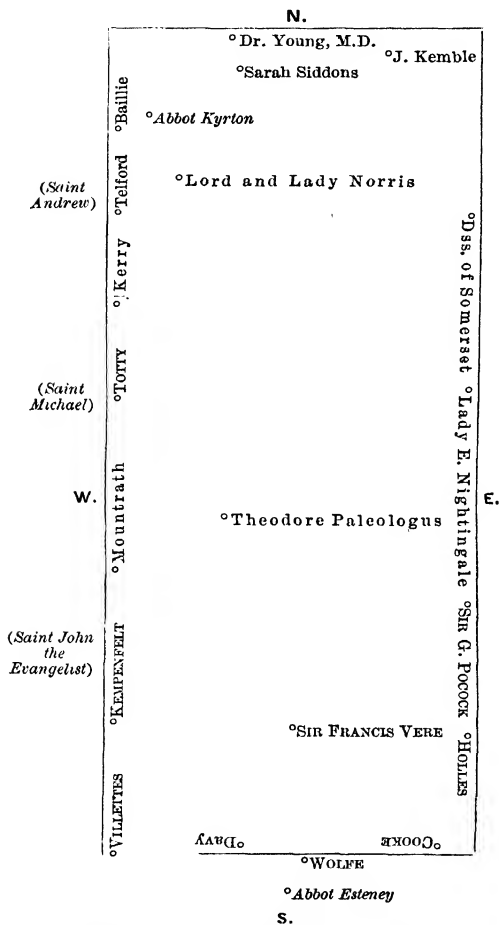 N.
°Dr. Young, M.D.
°J. Kemble
°Sarah Siddons
°Baillie
°Abbot Kyrton
°Telford
(Saint
Andrew)
°Lord and Lady Norris
°Kerry
°Dss. of Somerset
°TOTTY
(Saint
Michael)
°Lady E. Nightingale
W.
°Mountrath
°Theodore Paleologus
E.
(Saint John
the
Evangelist)
°KEMPENFELT
°SIR G. POCOCK
°SIR FRANCIS VERE
°HOLLES
°VILLETTES
°DAVY
°COOKE
°WOLFE
°Abbot Esteney
S.